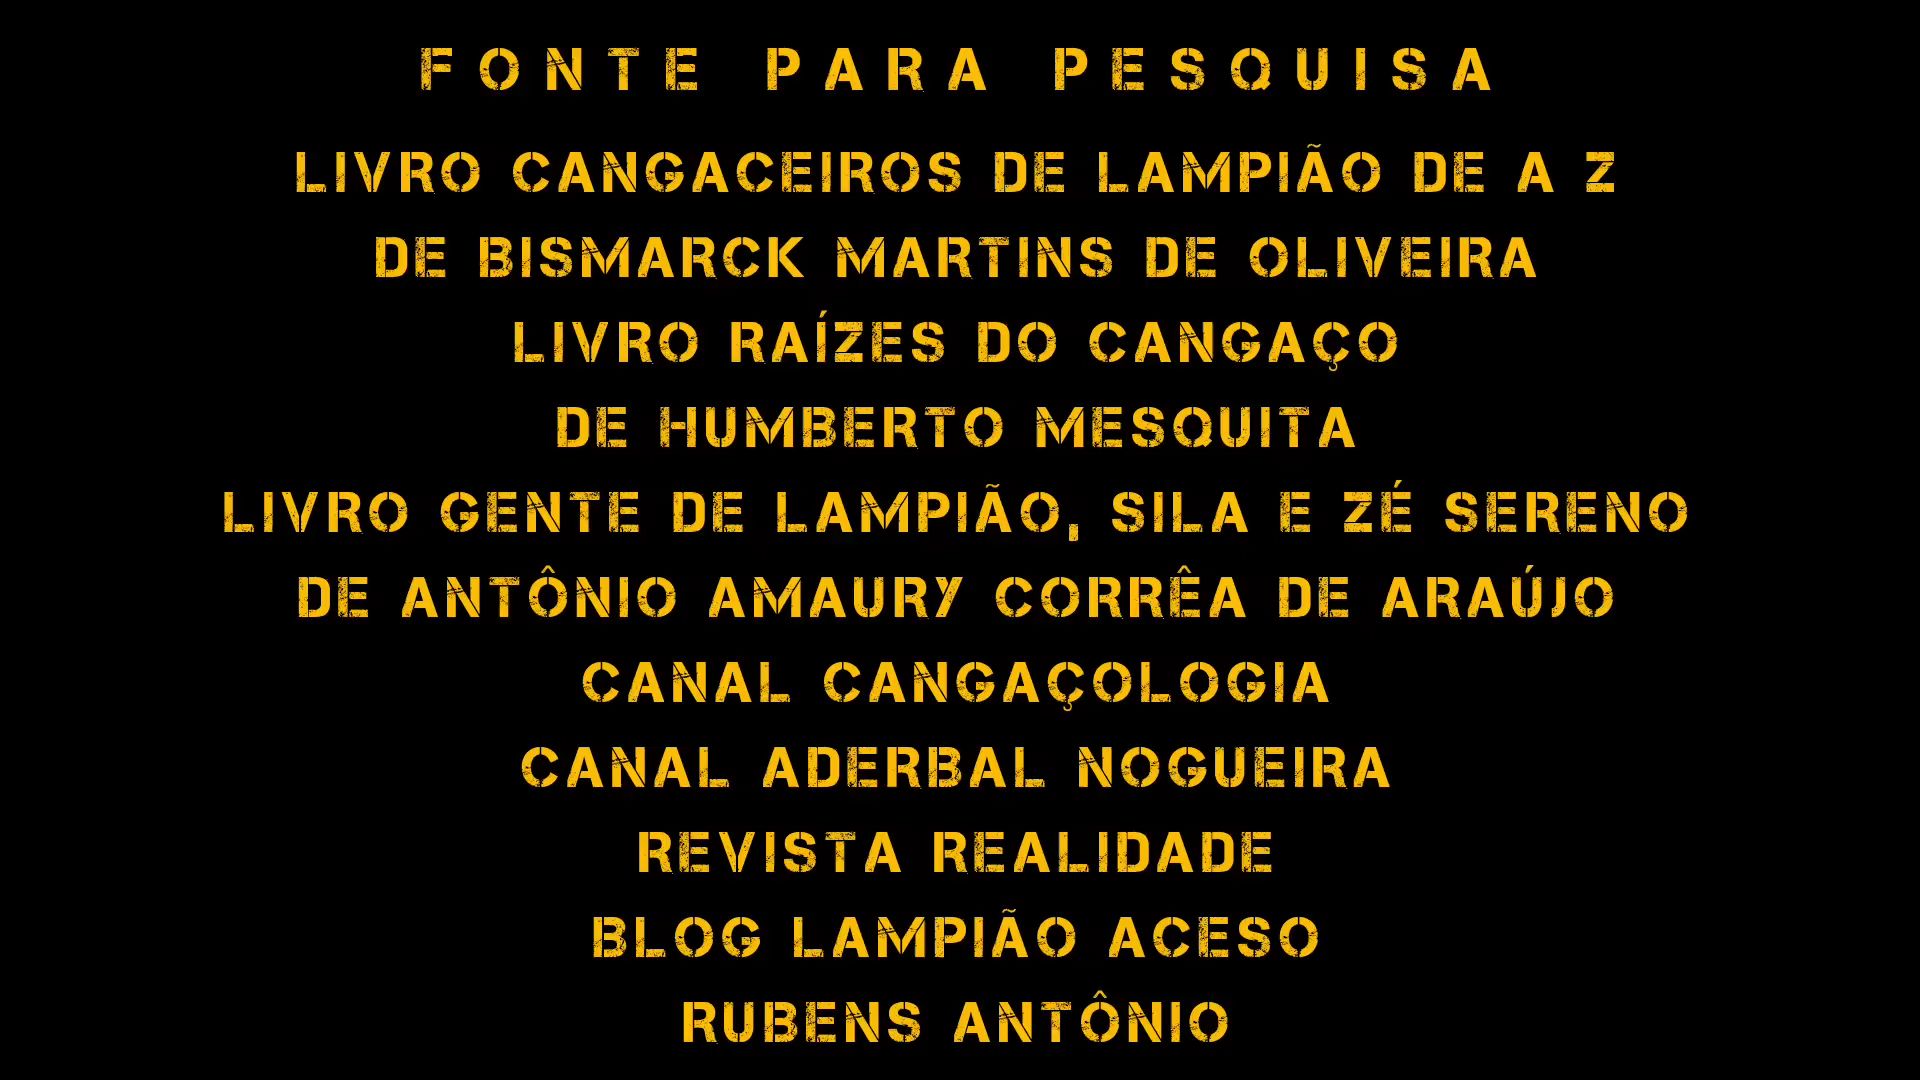 FONTE PARA PESQUISA
LIVRO CANGACEIROS DE LAMPIÃO DE A Z
DE BISMARCK MARTINS DE OLIVEIRA
LIVRO RAÍZES DO CANGAÇO
DE HUMBERTO MESQUITA
LIVRO GENTE DE LAMPIÃO, SILA E ZÉ SERENO
DE ANTÔNIO AMAURY CORRÊA DE ARAÚJO
CANAL CANGAÇOLOGIA
CANAL ADERBAL NOGUEIRA
REVISTA REALIDADE
BLOG LAMPIÃO ACESO
RUBENS ANTÔNIO